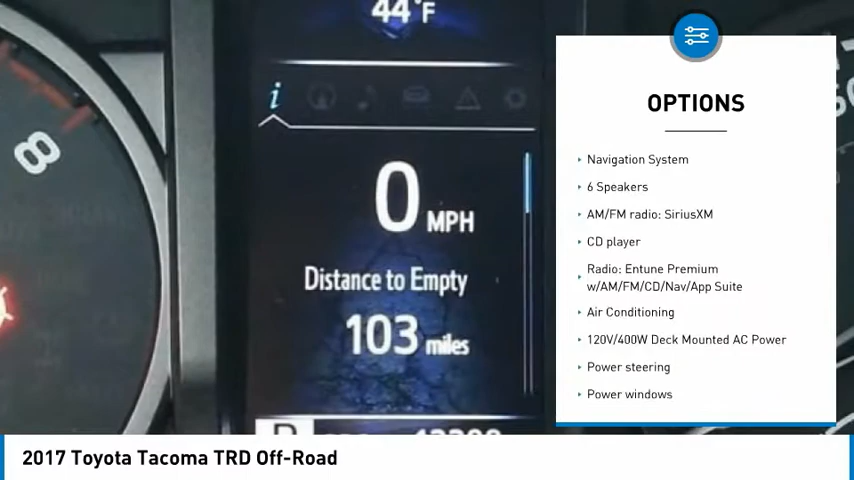 44°F
8
i
0 MPH
Distance to Empty
103 miles
OPTIONS
Navigation System
6 Speakers
AM/FM radio: SiriusXM
CD player
Radio: Entune Premium
w/AM/FM/CD/Nav/App Suite
Air Conditioning
120V/400W Deck Mounted AC Power
Power steering
Power windows
2017 Toyota Tacoma TRD Off-Road